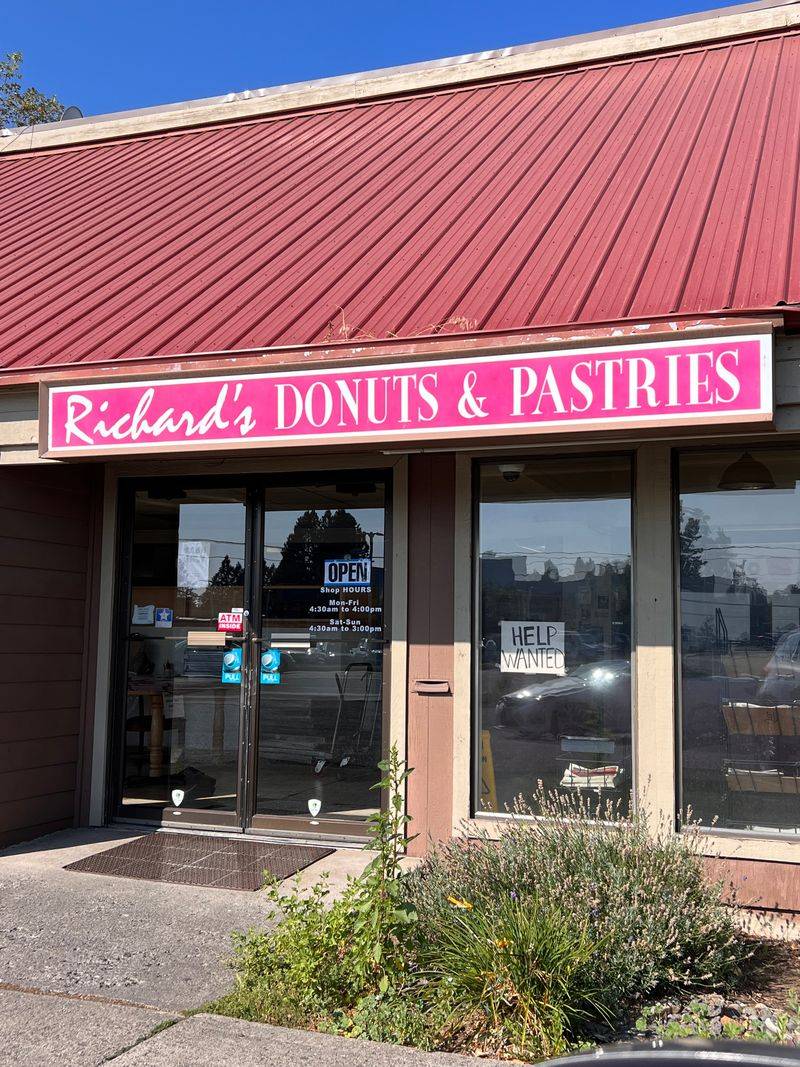 Richard's DONUTS & PASTRIES
OPEN
Shop HOURS
Mon-Fri
4:30am to 4:00pm
Sat-Sun
4:30am to 3:00pm
ATM
INSIDE
PULL
PULL
HELP
WANTED